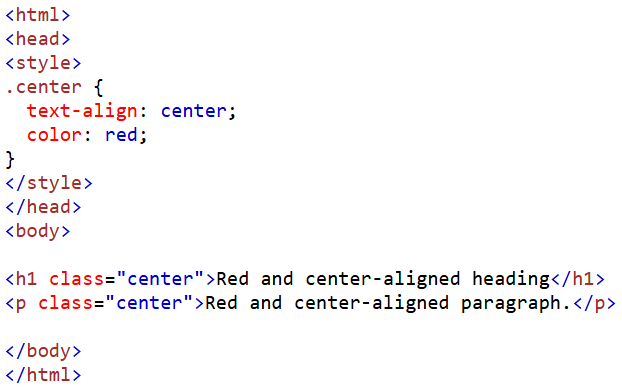 <html>
<head>
<style>
.center {
  text-align: center;
  color: red;
}
</style>
</head>
<body>

<h1 class="center">Red and center-aligned heading</h1>
<p class="center">Red and center-aligned paragraph.</p>

</body>
</html>